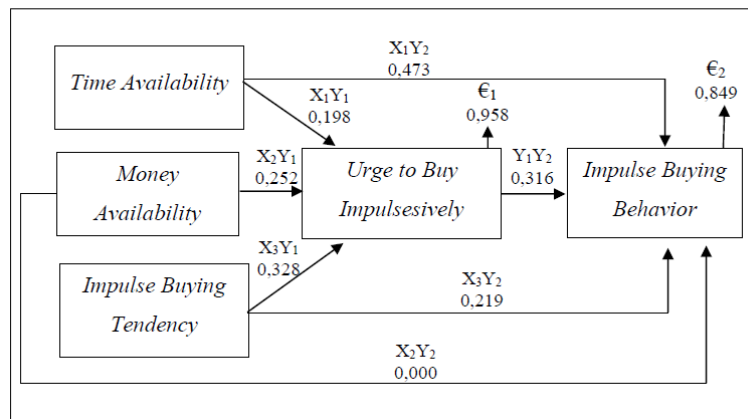 X1Y2
0,473
€2
0,849
Time Availability
X1Y1
0,198
€1
0,958
X2Y1
0,252
Money
Availability
Urge to Buy
Impulsesively
Y1Y2
0,316
Impulse Buying
Behavior
X3Y1
0,328
Impulse Buying
Tendency
X3Y2
0,219
X2Y2
0,000